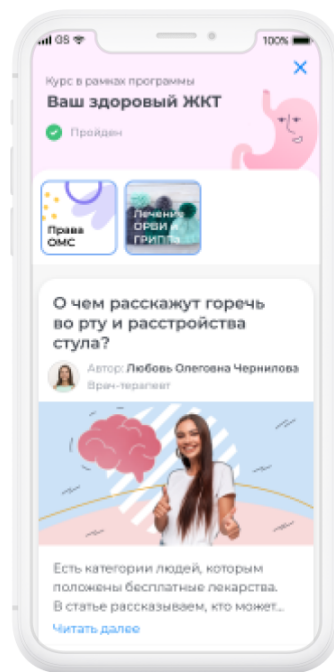 GS
100%
Курс в рамках программы
Ваш здоровый ЖКТ
Пройден
Права
ОМС
Лечение
ОРВИ и
ГРИППа
О чем расскажут горечь
во рту и расстройства
стула?
Автор: Любовь Олеговна Чернилова
Врач-терапевт
Есть категории людей, которым
положены бесплатные лекарства.
В статье рассказываем, кто может...
Читать далее